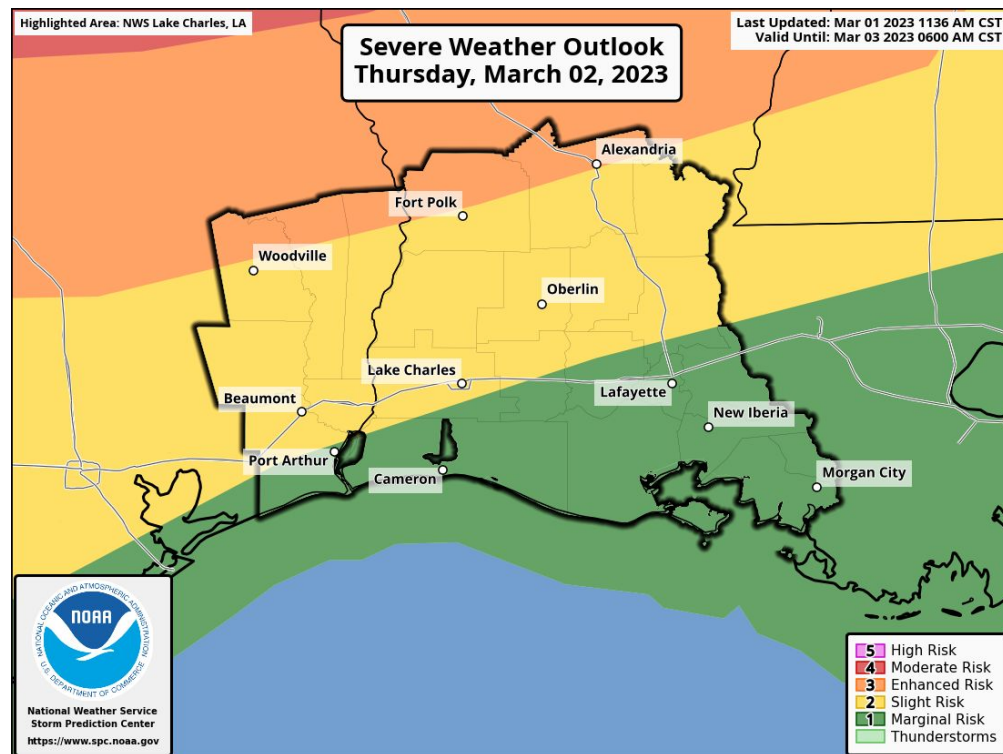 Highlighted Area: NWS Lake Charles, LA
Last Updated: Mar 01 2023 1136 AM CST
Valid Until: Mar 03 2023 0600 AM CST
Severe Weather Outlook
Thursday, March 02, 2023
Alexandria
Fort Polk
Woodville
Oberlin
Lake Charles
Beaumont
Lafayette
New Iberia
Port Arthur
Cameron
Morgan City
NATIONAL OCEANIC AND ATMOSPHERIC ADMINISTRATION
NOAA
U.S. DEPARTMENT OF COMMERCE
National Weather Service
Storm Prediction Center
https://www.spc.noaa.gov
5 High Risk
4 Moderate Risk
3 Enhanced Risk
2 Slight Risk
1 Marginal Risk
Thunderstorms